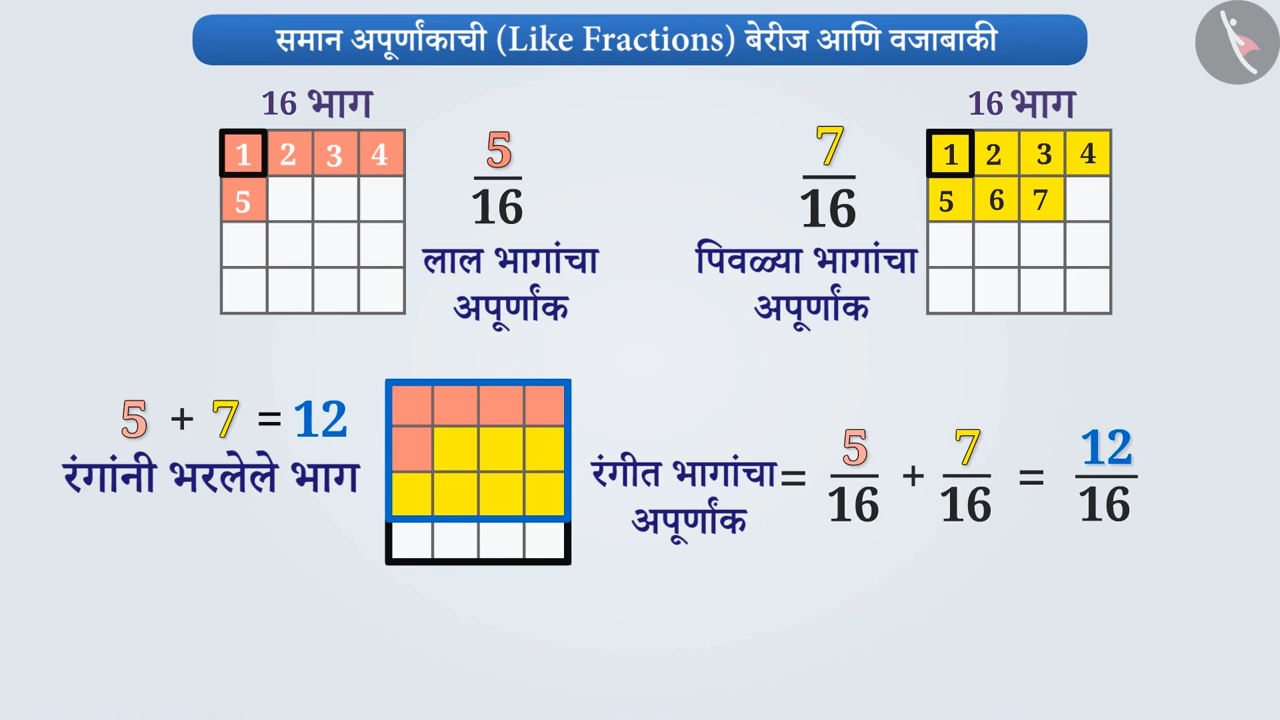 समान अपूर्णांकाची (Like Fractions) बेरीज आणि वजाबाकी
16 भाग
1 2 3 4
5
5
16
लाल भागांचा
अपूर्णांक
7
16
पिवळ्या भागांचा
अपूर्णांक
16 भाग
1 2 3 4
5 6 7
5 + 7 = 12
रंगांनी भरलेले भाग
रंगीत भागांचा
अपूर्णांक
= 5/16 + 7/16 = 12/16